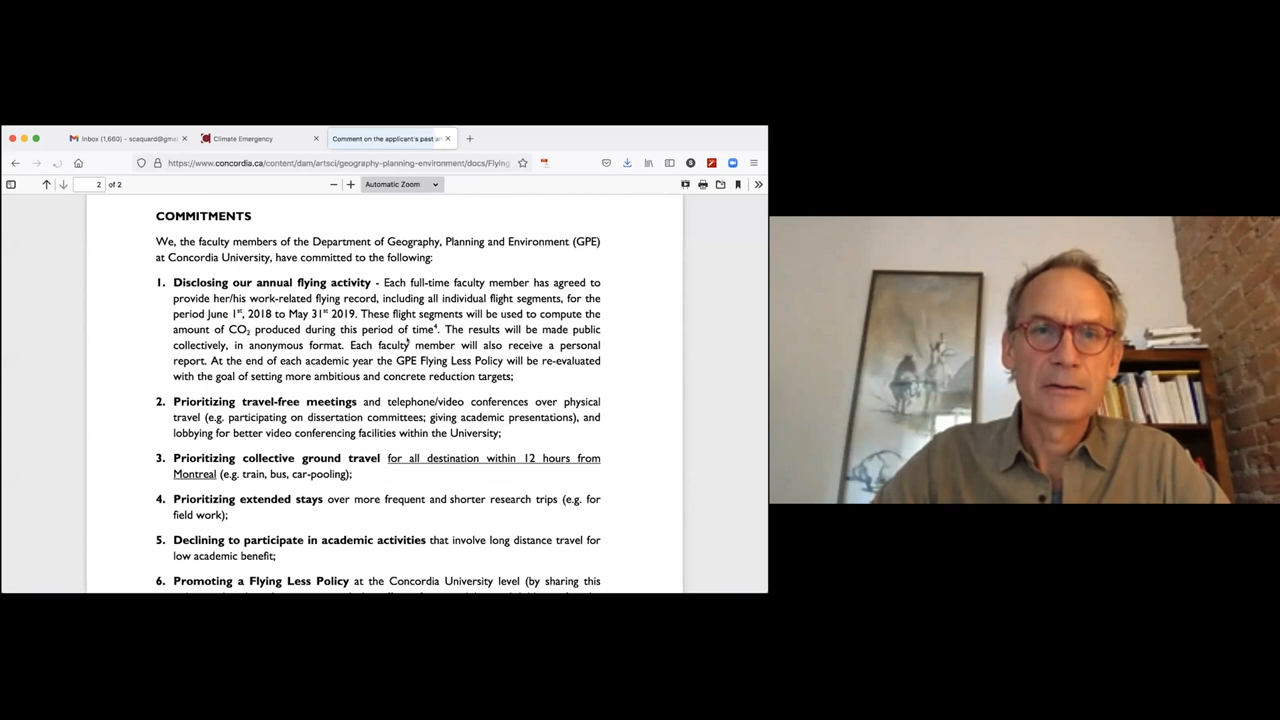 Inbox (1,660) - scaquard@gma
Climate Emergency
Comment on the applicant's past an
https://www.concordia.ca/content/dam/artsci/geography-planning-environment/docs/Flying
2
of 2
Automatic Zoom
COMMITMENTS
We, the faculty members of the Department of Geography, Planning and Environment (GPE)
at Concordia University, have committed to the following:
1. Disclosing our annual flying activity - Each full-time faculty member has agreed to
provide her/his work-related flying record, including all individual flight segments, for the
period June 1st, 2018 to May 31st 2019. These flight segments will be used to compute the
amount of CO2 produced during this period of time4. The results will be made public
collectively, in anonymous format. Each faculty member will also receive a personal
report. At the end of each academic year the GPE Flying Less Policy will be re-evaluated
with the goal of setting more ambitious and concrete reduction targets;
2. Prioritizing travel-free meetings and telephone/video conferences over physical
travel (e.g. participating on dissertation committees; giving academic presentations), and
lobbying for better video conferencing facilities within the University;
3. Prioritizing collective ground travel for all destination within 12 hours from
Montreal (e.g. train, bus, car-pooling);
4. Prioritizing extended stays over more frequent and shorter research trips (e.g. for
field work);
5. Declining to participate in academic activities that involve long distance travel for
low academic benefit;
6. Promoting a Flying Less Policy at the Concordia University level (by sharing this